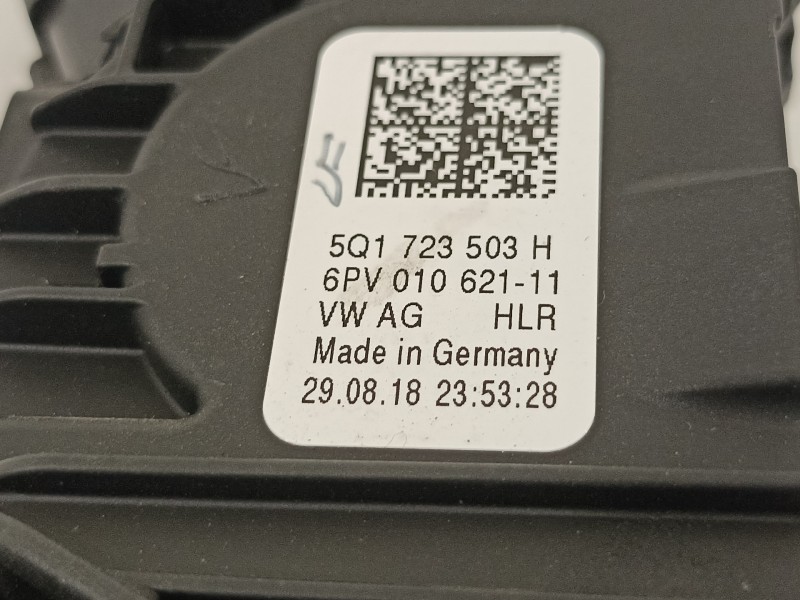 5Q1 723 503 H
6PV 010 621-11
VW AG HLR
Made in Germany
29.08.18 23:53:28